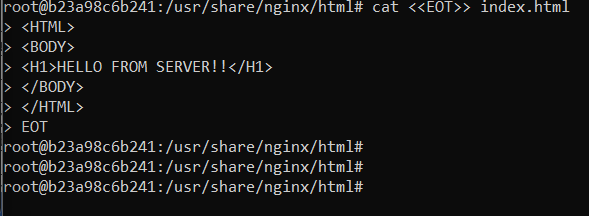 root@b23a98c6b241:/usr/share/nginx/html# cat <<EOT>> index.html
> <HTML>
> <BODY>
> <H1>HELLO FROM SERVER!!</H1>
> </BODY>
> </HTML>
> EOT
root@b23a98c6b241:/usr/share/nginx/html#
root@b23a98c6b241:/usr/share/nginx/html#
root@b23a98c6b241:/usr/share/nginx/html#